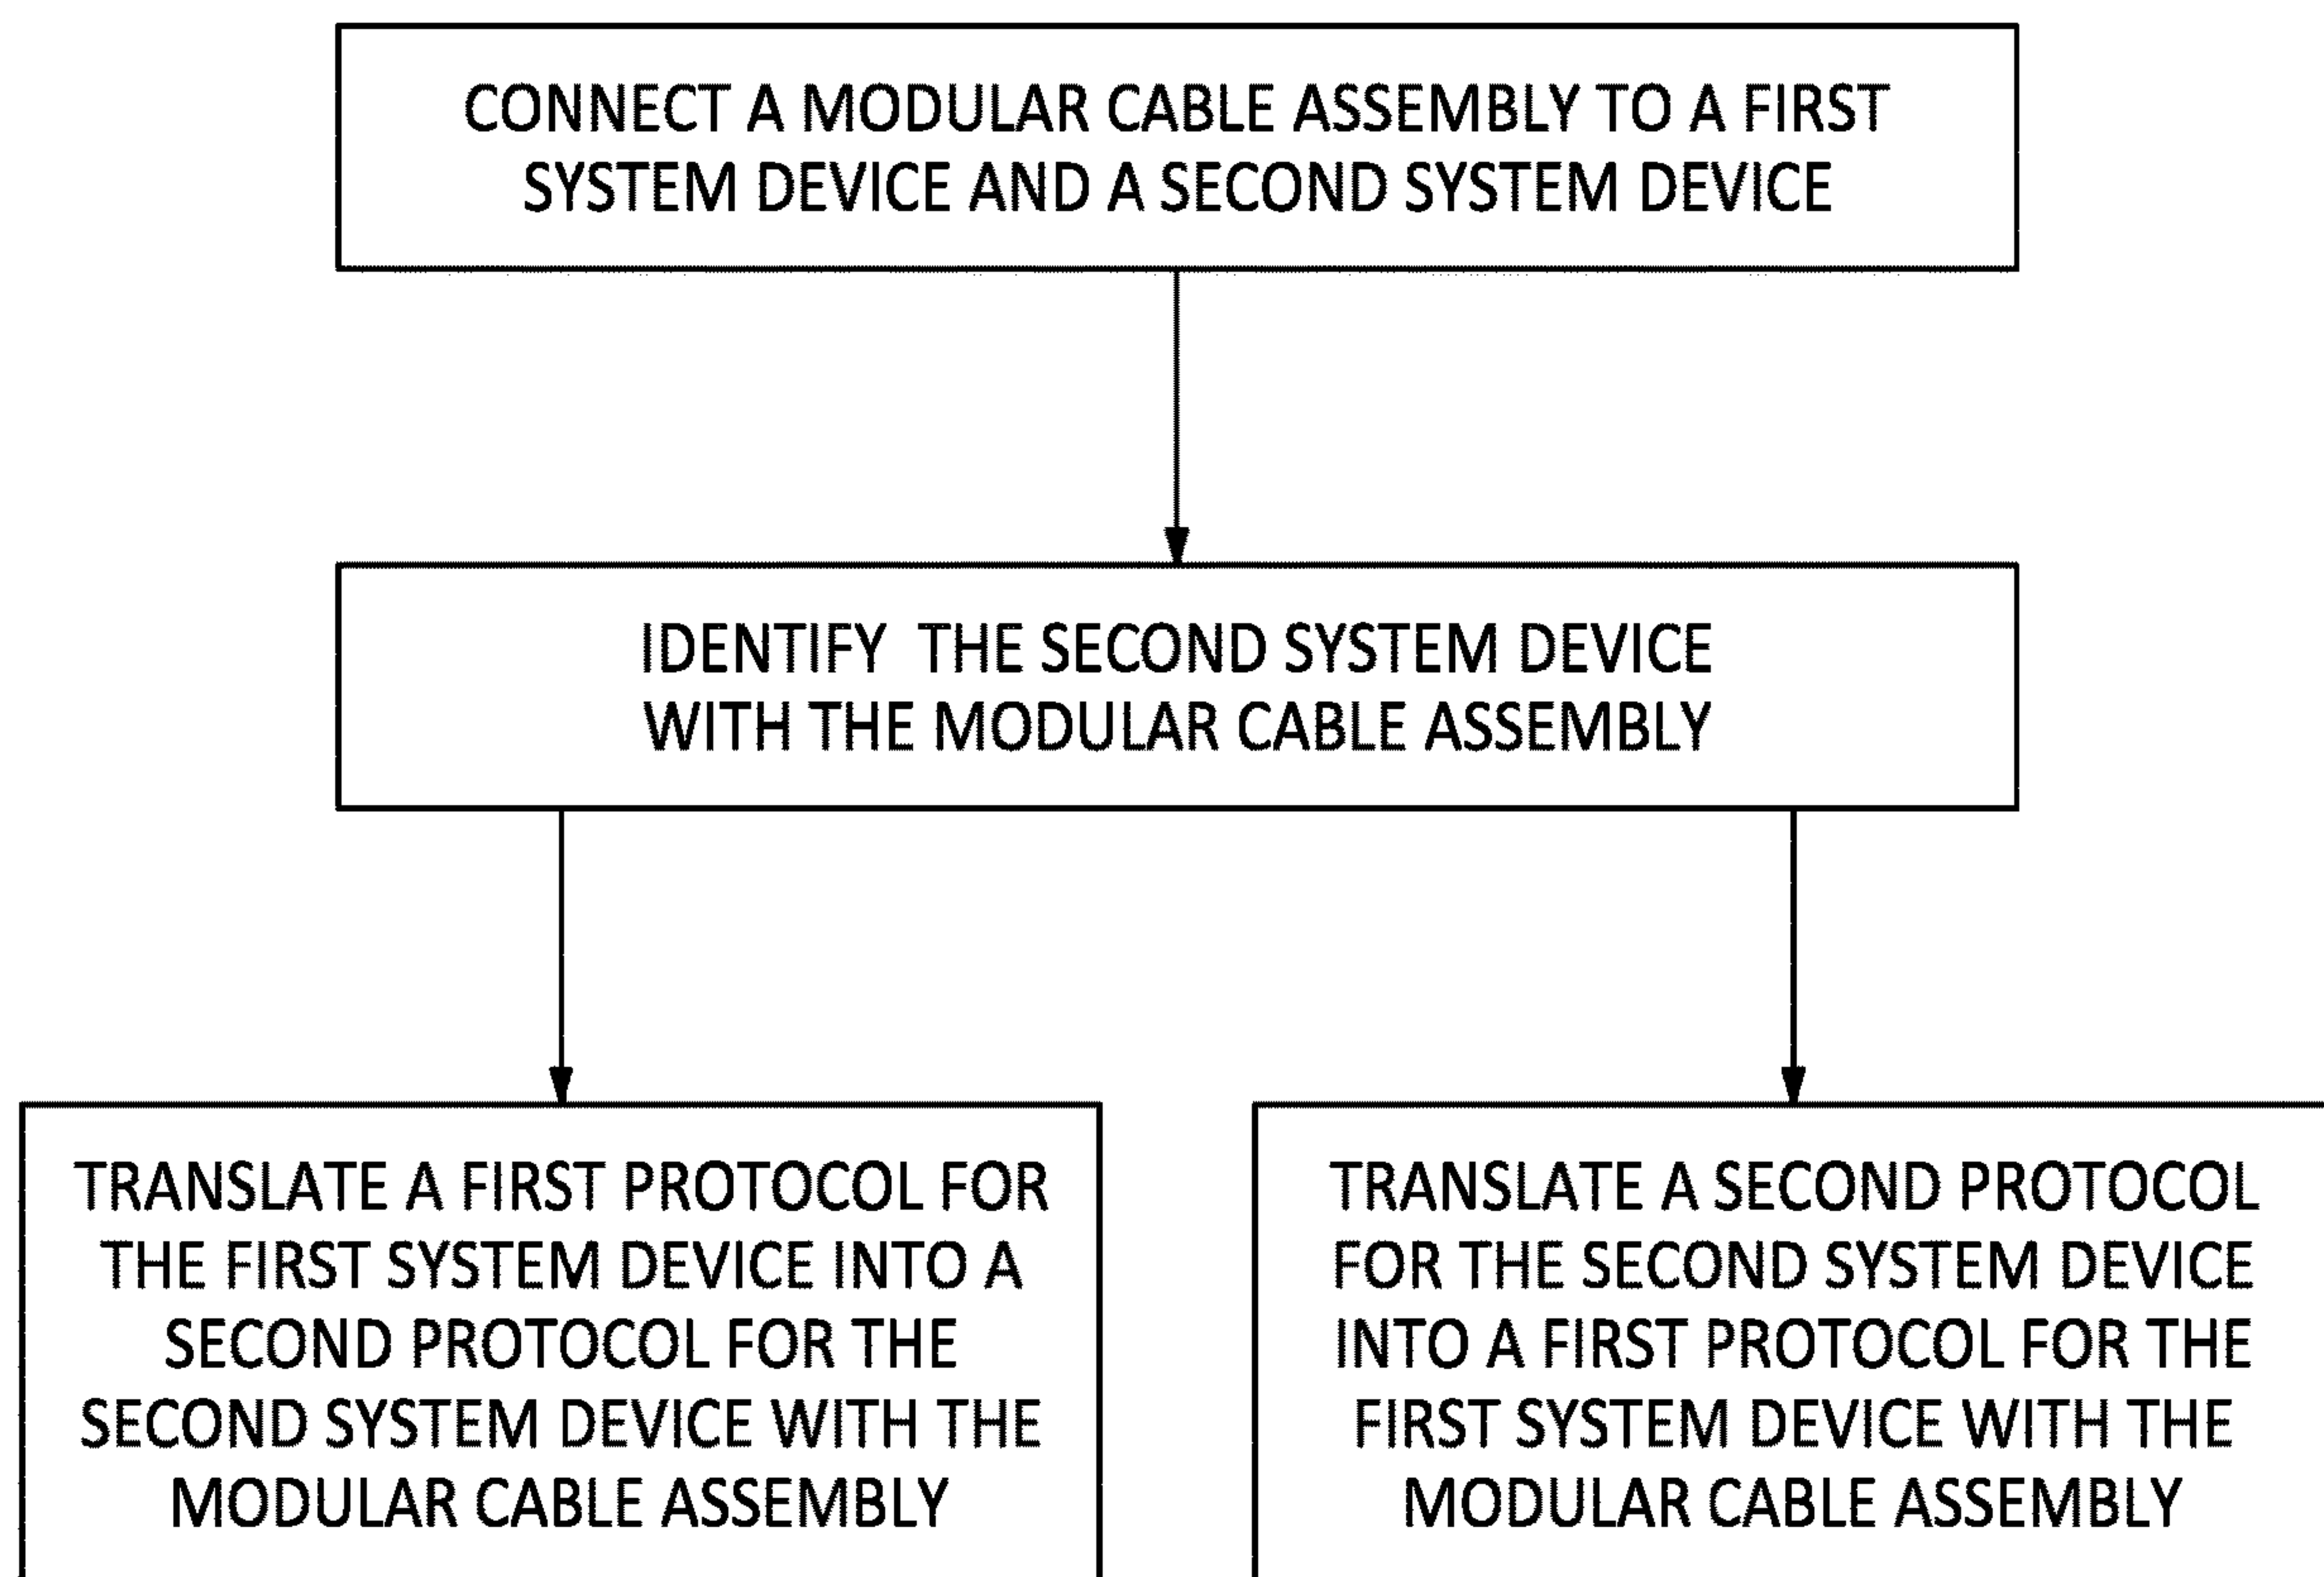 CONNECT A MODULAR CABLE ASSEMBLY TO A FIRST
SYSTEM DEVICE AND A SECOND SYSTEM DEVICE
IDENTIFY THE SECOND SYSTEM DEVICE
WITH THE MODULAR CABLE ASSEMBLY
TRANSLATE A FIRST PROTOCOL FOR
THE FIRST SYSTEM DEVICE INTO A
SECOND PROTOCOL FOR THE
SECOND SYSTEM DEVICE WITH THE
MODULAR CABLE ASSEMBLY
TRANSLATE A SECOND PROTOCOL
FOR THE SECOND SYSTEM DEVICE
INTO A FIRST PROTOCOL FOR THE
FIRST SYSTEM DEVICE WITH THE
MODULAR CABLE ASSEMBLY